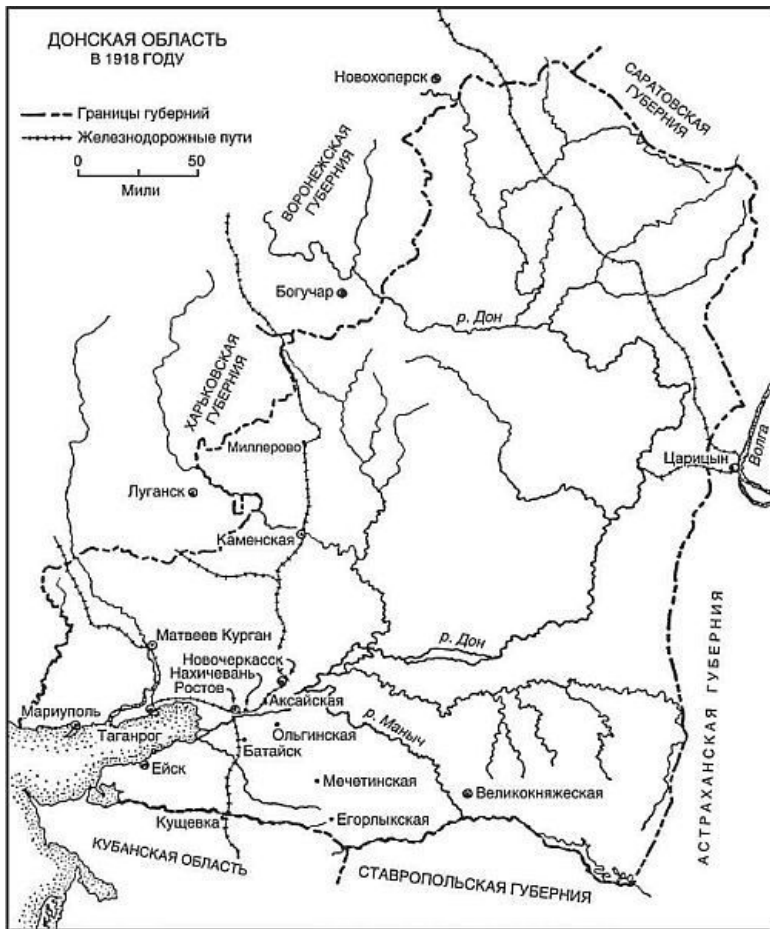 ДОНСКАЯ ОБЛАСТЬ
В 1918 ГОДУ
Границы губерний
Железнодорожные пути
0 50
Мили
Новохоперск
САРАТОВСКАЯ
ГУБЕРНИЯ
ВОРОНЕЖСКАЯ
ГУБЕРНИЯ
Богучар
р. Дон
ХАРЬКОВСКАЯ
ГУБЕРНИЯ
Миллерово
Царицын
Волга
Луганск
Каменская
АСТРАХАНСКАЯ ГУБЕРНИЯ
Матвеев Курган
р. Дон
Новочеркасск
Нахичевань
Ростов
Аксайская
Мариуполь
Таганрог
Ольгинская
р. Маныч
Батайск
Ейск
Мечетинская
Великокняжеская
Кущевка
Егорлыкская
КУБАНСКАЯ ОБЛАСТЬ
СТАВРОПОЛЬСКАЯ ГУБЕРНИЯ